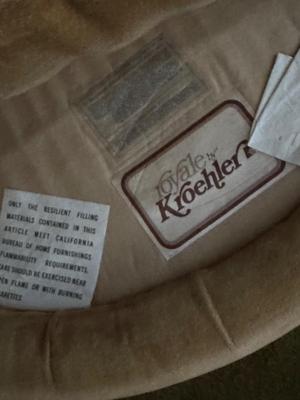 rovale by
Kroehler
ONLY THE RESILIENT FILLING
MATERIALS CONTAINED IN THIS
ARTICLE MEET CALIFORNIA
BUREAU OF HOME FURNISHINGS
FLAMMABILITY REQUIREMENTS.
CARE SHOULD BE EXERCISED NEAR
OPEN FLAME OR WITH BURNING
CIGARETTES.